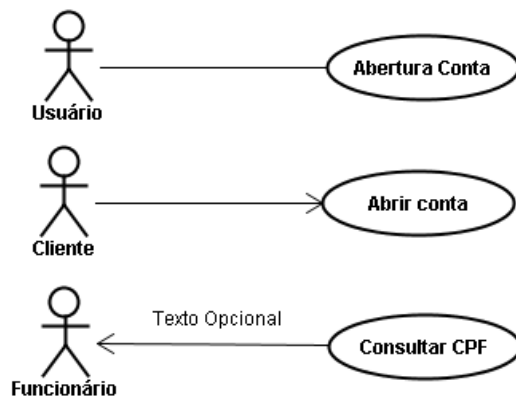 Abertura Conta
Usuário
Abrir conta
Cliente
Texto Opcional
Consultar CPF
Funcionário